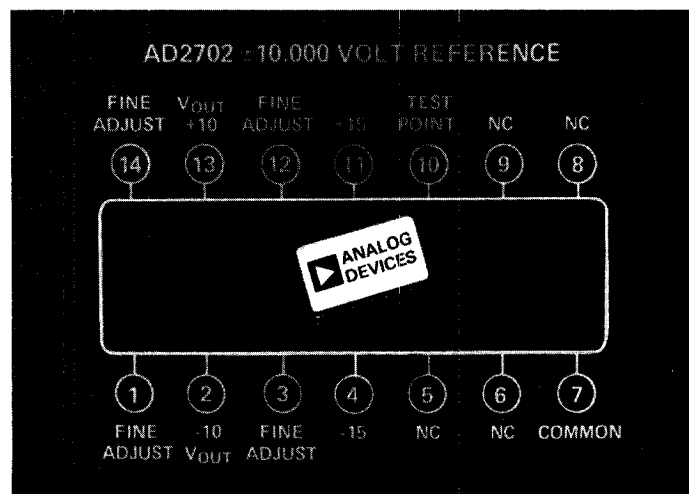 AD2702 ±10.000 VOLT REFERENCE
FINE ADJUST
VOUT +10
FINE ADJUST
+15
TEST POINT
NC
NC
14 13 12 11 10 9 8
ANALOG
DEVICES
1 2 3 4 5 6 7
FINE ADJUST
-10 VOUT
FINE ADJUST
-15
NC
NC
COMMON